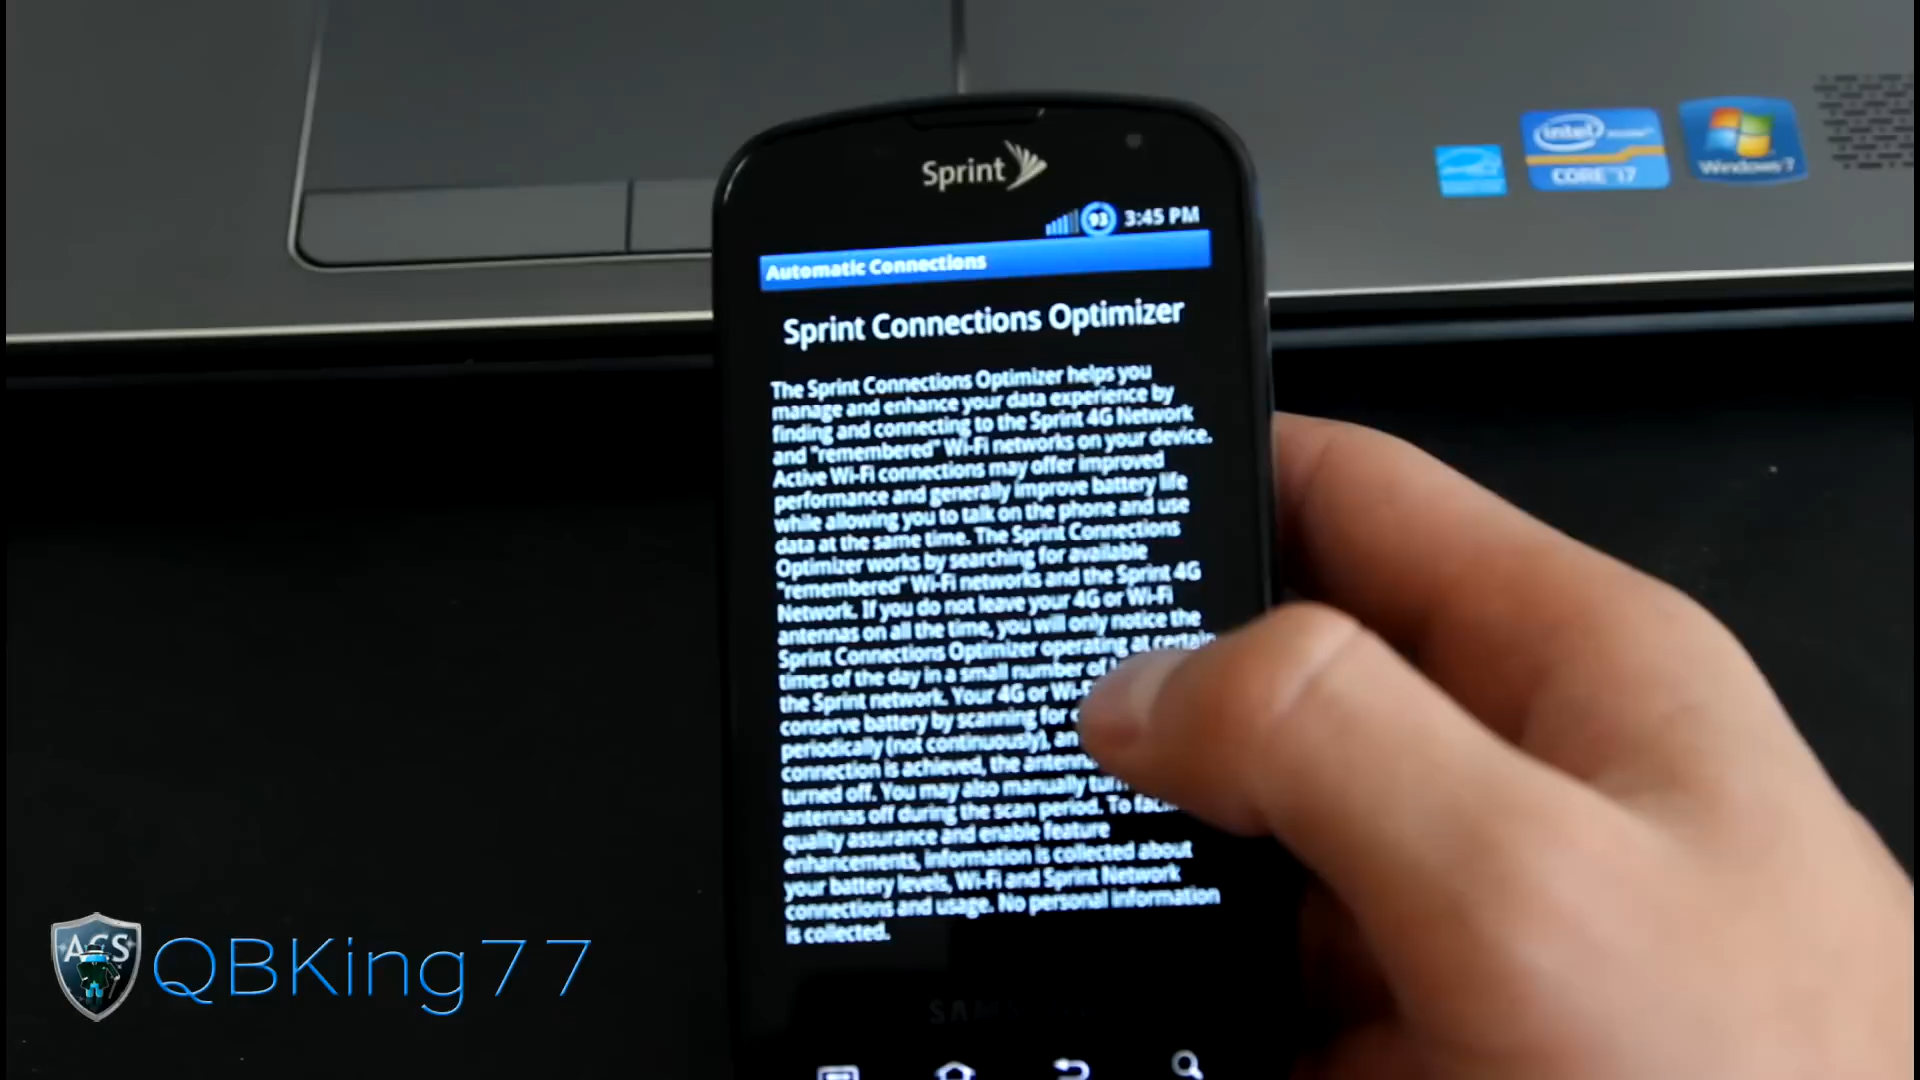 Sprint
intel
CORE i7
Windows 7
93 3:45 PM
Automatic Connections
Sprint Connections Optimizer
The Sprint Connections Optimizer helps you
manage and enhance your data experience by
finding and connecting to the Sprint 4G Network
and "remembered" Wi-Fi networks on your device.
Active Wi-Fi connections may offer improved
performance and generally improve battery life
while allowing you to talk on the phone and use
data at the same time. The Sprint Connections
Optimizer works by searching for available
"remembered" Wi-Fi networks and the Sprint 4G
Network. If you do not leave your 4G or Wi-Fi
antennas on all the time, you will only notice the
Sprint Connections Optimizer operating at certain
times of the day in a small number of
the Sprint network. Your 4G or Wi-Fi
conserve battery by scanning for
periodically (not continuously), an
connection is achieved, the antenna
turned off. You may also manually turn
antennas off during the scan period. To
quality assurance and enable feature
enhancements, information is collected about
your battery levels, Wi-Fi and Sprint Network
connections and usage. No personal information
is collected.
ACS QBKing77